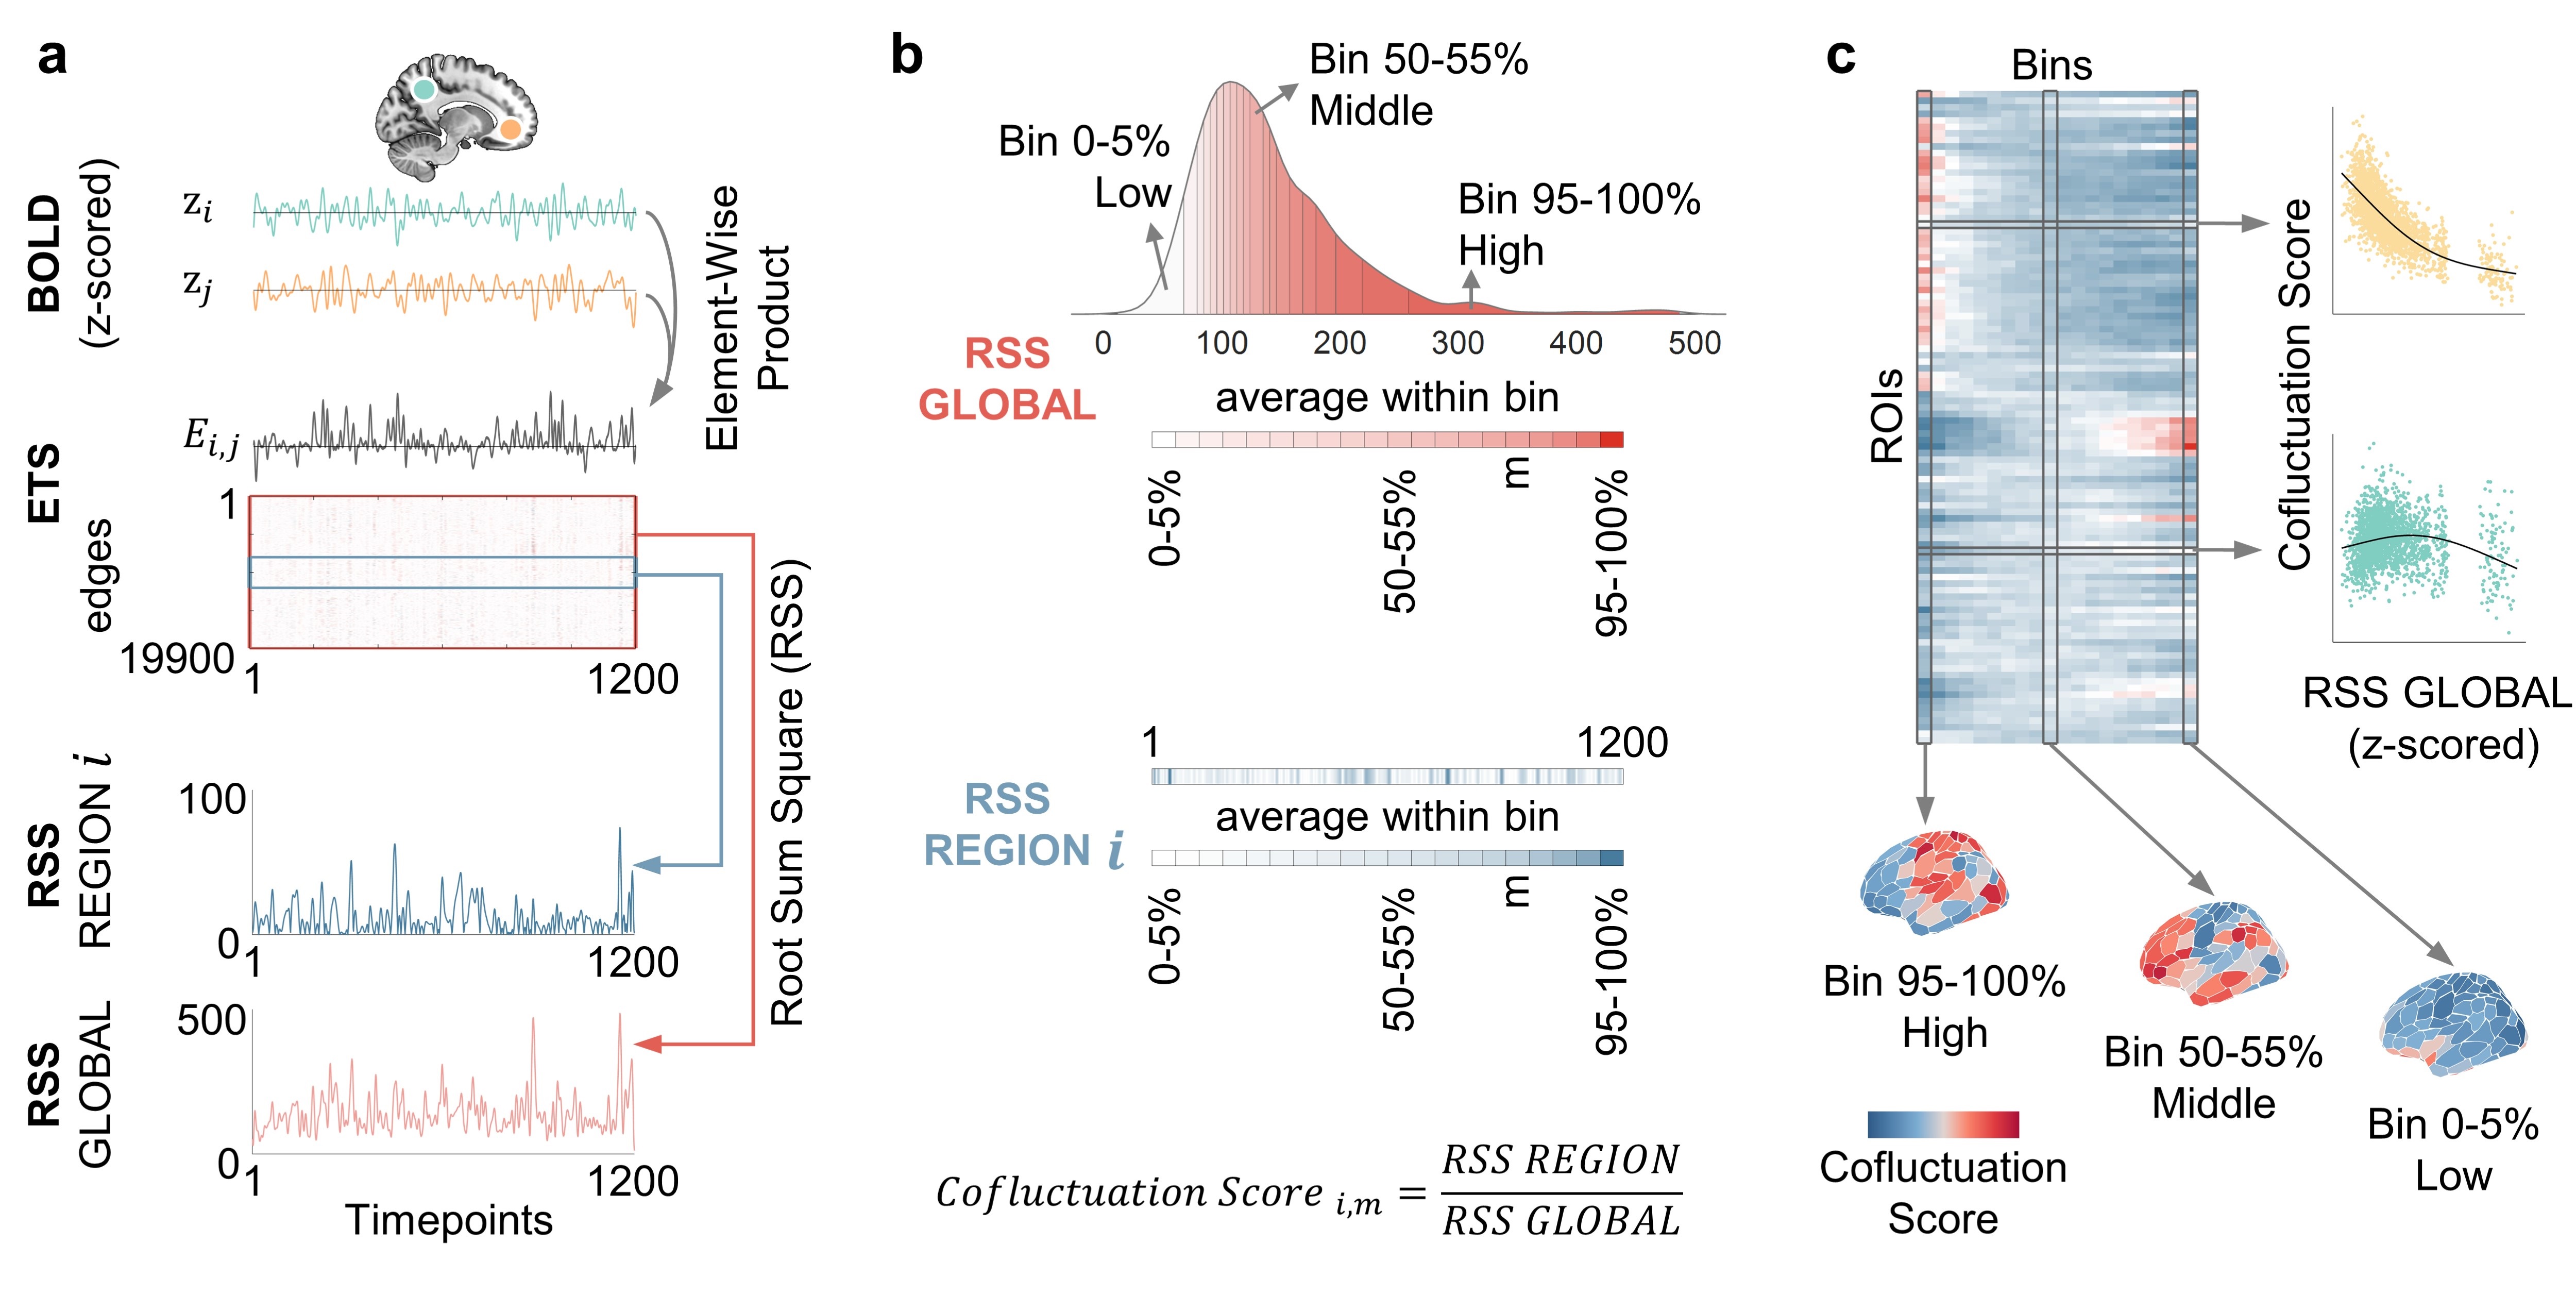 a
BOLD
(z-scored)
zi
zj
Element-Wise
Product
ETS
edges
Ei,j
1
19900
1
1200
Root Sum Square (RSS)
RSS
REGION i
100
0
1
1200
RSS
GLOBAL
500
0
1
1200
Timepoints
b
Bin 0-5%
Low
Bin 50-55%
Middle
Bin 95-100%
High
0 100 200 300 400 500
RSS
GLOBAL
average within bin
0-5%
50-55%
m
95-100%
1 1200
RSS
REGION i
average within bin
0-5%
50-55%
m
95-100%
Cofluctuation Score i,m = RSS REGION
RSS GLOBAL
c
Bins
ROIs
Cofluctuation Score
RSS GLOBAL
(z-scored)
Bin 95-100%
High
Bin 50-55%
Middle
Bin 0-5%
Low
Cofluctuation
Score